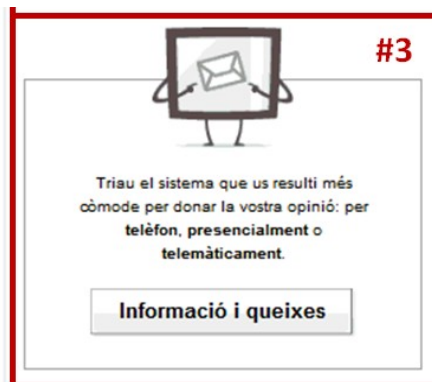 #3
Triau el sistema que us resulti més
còmode per donar la vostra opinió: per
telèfon, presencialment o
telemàticament.
Informació i queixes